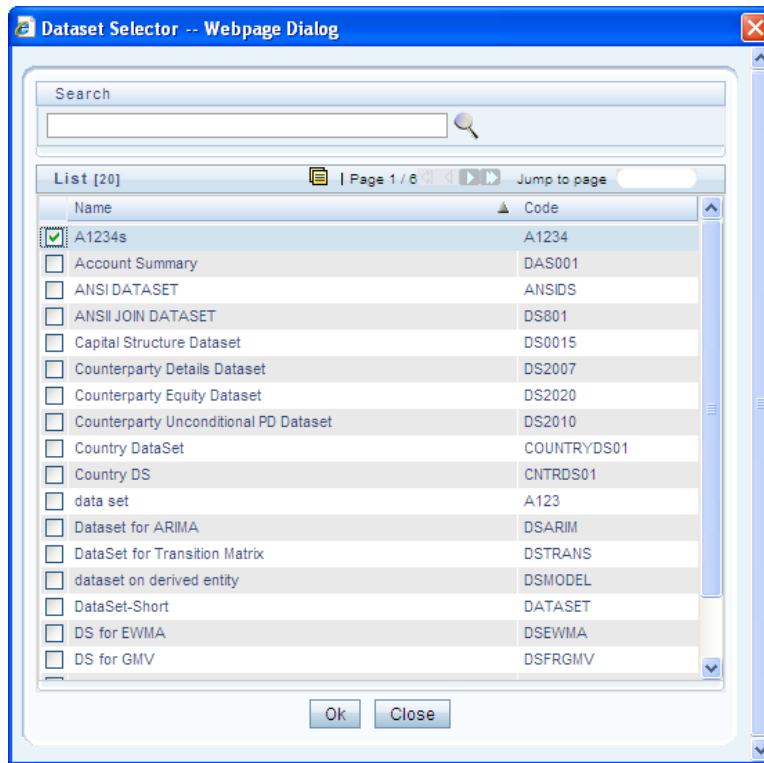 Dataset Selector -- Webpage Dialog
Search
List [20] | Page 1 / 6 Jump to page
Name Code
A1234s A1234
Account Summary DAS001
ANSI DATASET ANSIDS
ANSII JOIN DATASET DS801
Capital Structure Dataset DS0015
Counterparty Details Dataset DS2007
Counterparty Equity Dataset DS2020
Counterparty Unconditional PD Dataset DS2010
Country DataSet COUNTRYDS01
Country DS CNTRDS01
data set A123
Dataset for ARIMA DSARIM
DataSet for Transition Matrix DSTRANS
dataset on derived entity DSMODEL
DataSet-Short DATASET
DS for EWMA DSEWMA
DS for GMV DSFRGMV
Ok Close